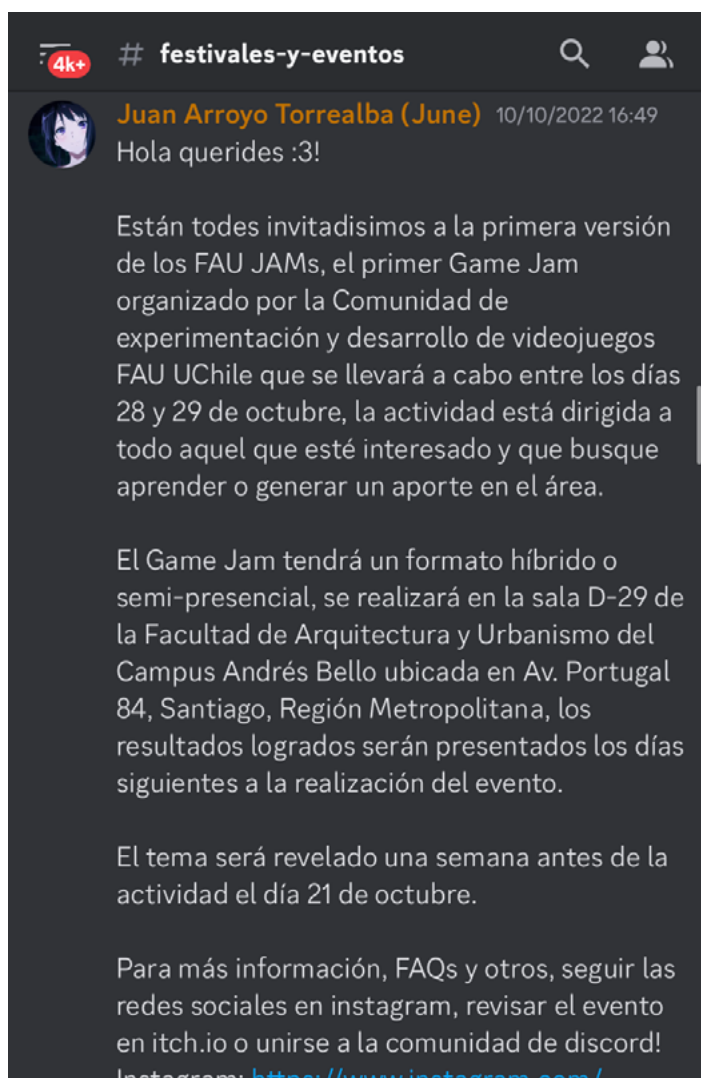 4k+
# festivales-y-eventos
Juan Arroyo Torrealba (June) 10/10/2022 16:49
Hola querides :3!
Están todes invitadisimos a la primera versión
de los FAU JAMs, el primer Game Jam
organizado por la Comunidad de
experimentación y desarrollo de videojuegos
FAU UChile que se llevará a cabo entre los días
28 y 29 de octubre, la actividad está dirigida a
todo aquel que esté interesado y que busque
aprender o generar un aporte en el área.
El Game Jam tendrá un formato híbrido o
semi-presencial, se realizará en la sala D-29 de
la Facultad de Arquitectura y Urbanismo del
Campus Andrés Bello ubicada en Av. Portugal
84, Santiago, Región Metropolitana, los
resultados logrados serán presentados los días
siguientes a la realización del evento.
El tema será revelado una semana antes de la
actividad el día 21 de octubre.
Para más información, FAQs y otros, seguir las
redes sociales en instagram, revisar el evento
en itch.io o unirse a la comunidad de discord!
Instagram: https://www.instagram.com/